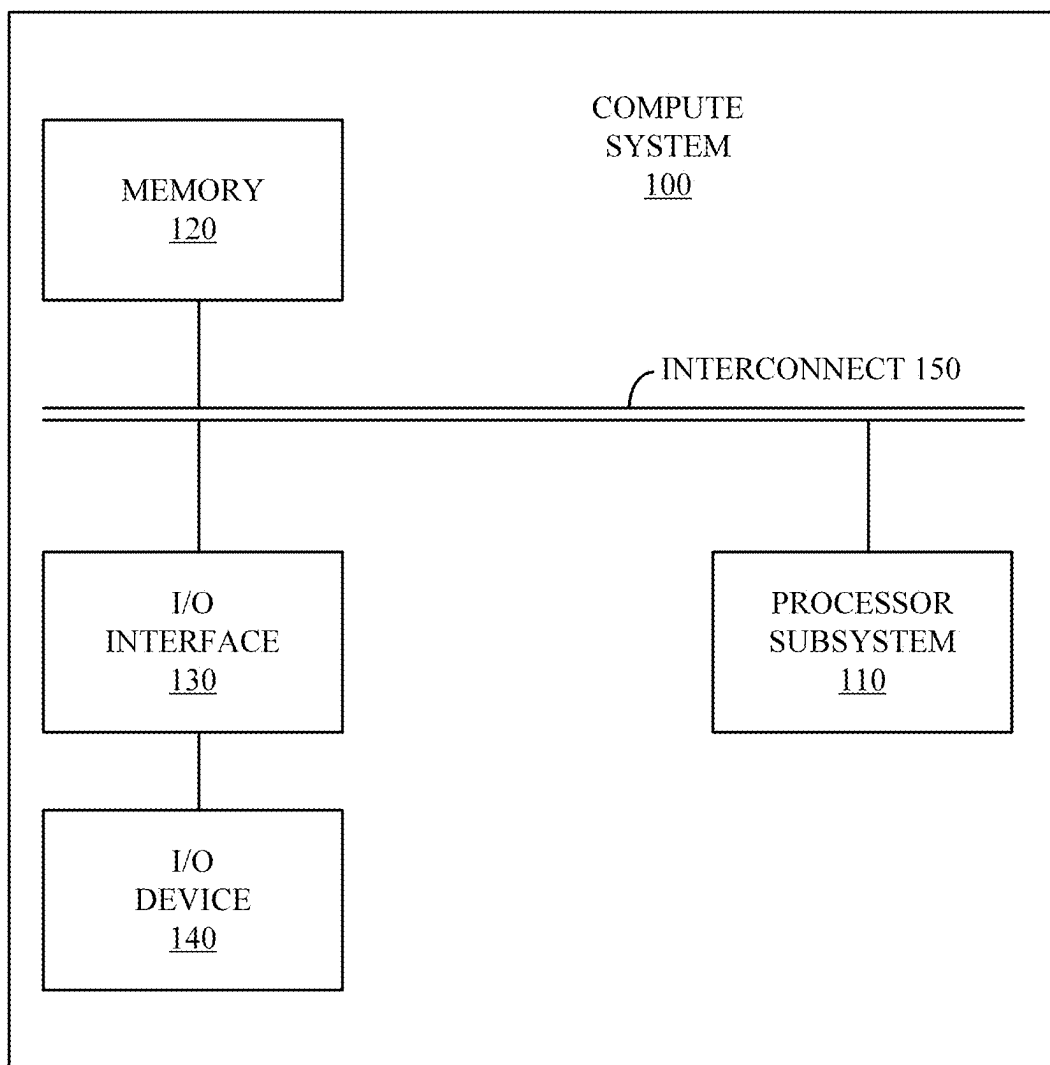 COMPUTE
SYSTEM
100
MEMORY
120
INTERCONNECT 150
I/O
INTERFACE
130
PROCESSOR
SUBSYSTEM
110
I/O
DEVICE
140